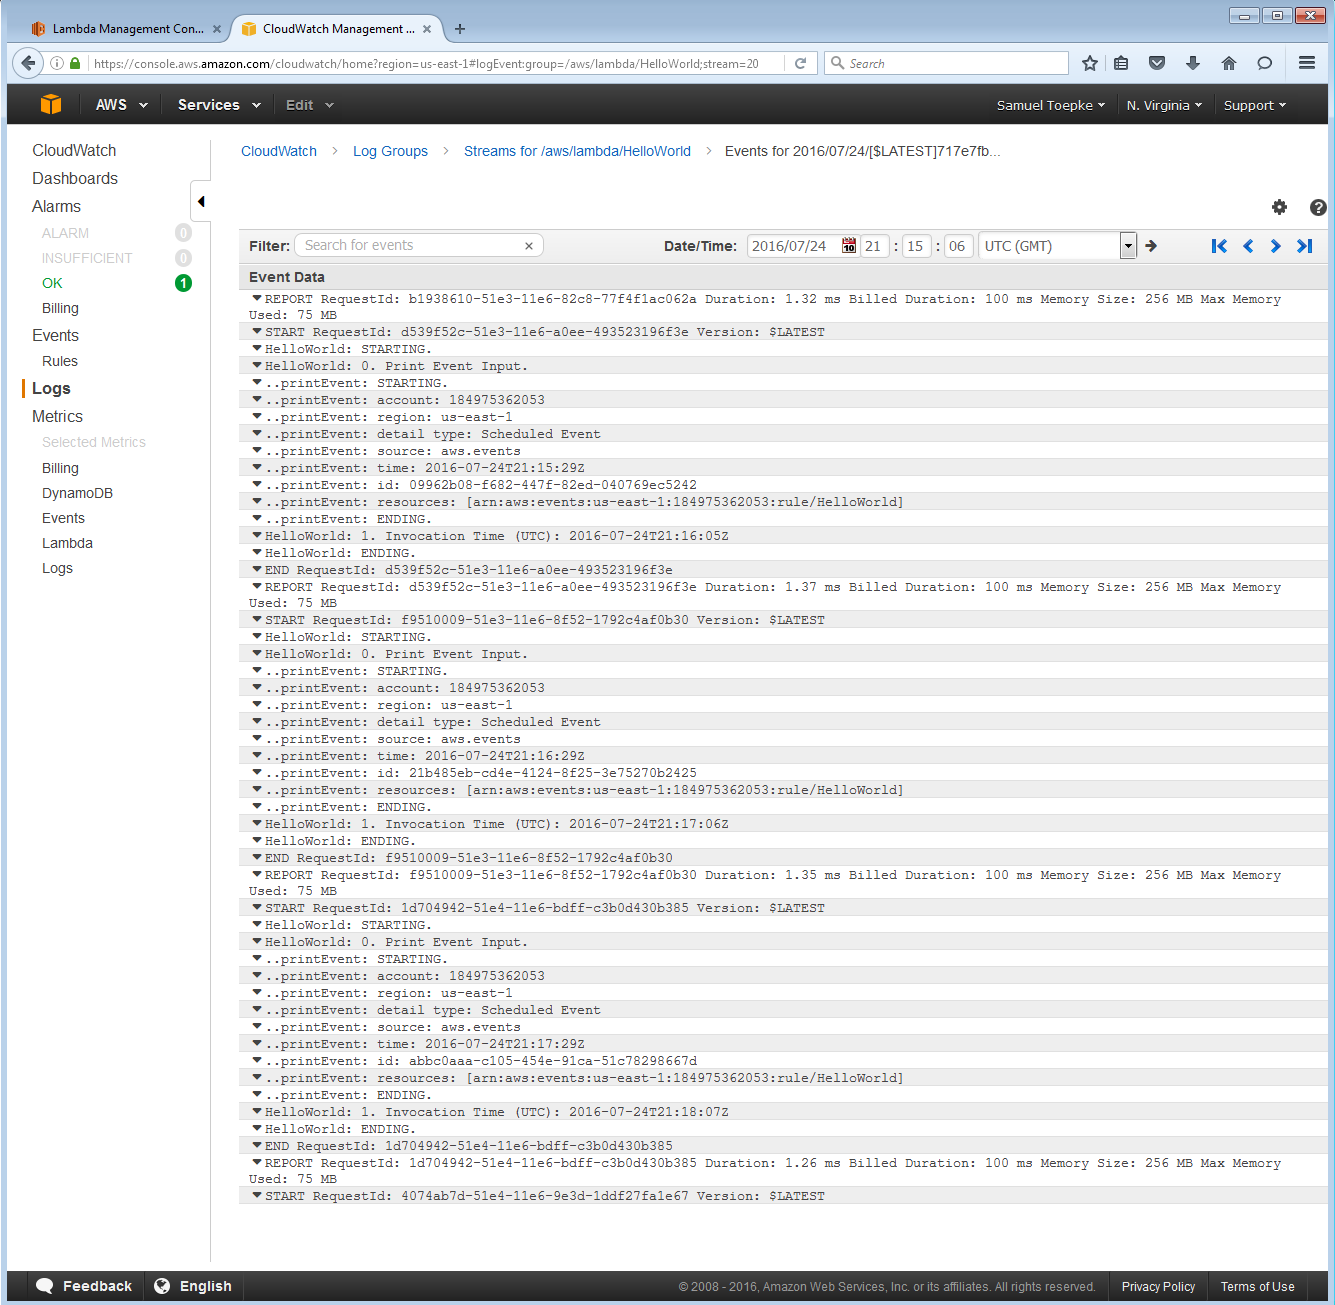 Lambda Management Con...
CloudWatch Management ...
https://console.aws.amazon.com/cloudwatch/home?region=us-east-1#logEvent:group=/aws/lambda/HelloWorld;stream=20
Search
AWS
Services
Edit
Samuel Toepke
N. Virginia
Support
CloudWatch
Dashboards
Alarms
ALARM 0
INSUFFICIENT 0
OK 1
Billing
Events
Rules
Logs
Metrics
Selected Metrics
Billing
DynamoDB
Events
Lambda
Logs
CloudWatch > Log Groups > Streams for /aws/lambda/HelloWorld > Events for 2016/07/24/[$LATEST]717e7fb...
Filter: Search for events × Date/Time: 2016/07/24 10 21 : 15 : 06 UTC (GMT)
Event Data
REPORT RequestId: b1938610-51e3-11e6-82c8-77f4f1ac062a Duration: 1.32 ms Billed Duration: 100 ms Memory Size: 256 MB Max Memory
Used: 75 MB
START RequestId: d539f52c-51e3-11e6-a0ee-493523196f3e Version: $LATEST
HelloWorld: STARTING.
HelloWorld: 0. Print Event Input.
..printEvent: STARTING.
..printEvent: account: 184975362053
..printEvent: region: us-east-1
..printEvent: detail type: Scheduled Event
..printEvent: source: aws.events
..printEvent: time: 2016-07-24T21:15:29Z
..printEvent: id: 09962b08-f682-447f-82ed-040769ec5242
..printEvent: resources: [arn:aws:events:us-east-1:184975362053:rule/HelloWorld]
..printEvent: ENDING.
HelloWorld: 1. Invocation Time (UTC): 2016-07-24T21:16:05Z
HelloWorld: ENDING.
END RequestId: d539f52c-51e3-11e6-a0ee-493523196f3e
REPORT RequestId: d539f52c-51e3-11e6-a0ee-493523196f3e Duration: 1.37 ms Billed Duration: 100 ms Memory Size: 256 MB Max Memory
Used: 75 MB
START RequestId: f9510009-51e3-11e6-8f52-1792c4af0b30 Version: $LATEST
HelloWorld: STARTING.
HelloWorld: 0. Print Event Input.
..printEvent: STARTING.
..printEvent: account: 184975362053
..printEvent: region: us-east-1
..printEvent: detail type: Scheduled Event
..printEvent: source: aws.events
..printEvent: time: 2016-07-24T21:16:29Z
..printEvent: id: 21b485eb-cd4e-4124-8f25-3e75270b2425
..printEvent: resources: [arn:aws:events:us-east-1:184975362053:rule/HelloWorld]
..printEvent: ENDING.
HelloWorld: 1. Invocation Time (UTC): 2016-07-24T21:17:06Z
HelloWorld: ENDING.
END RequestId: f9510009-51e3-11e6-8f52-1792c4af0b30
REPORT RequestId: f9510009-51e3-11e6-8f52-1792c4af0b30 Duration: 1.35 ms Billed Duration: 100 ms Memory Size: 256 MB Max Memory
Used: 75 MB
START RequestId: 1d704942-51e4-11e6-bdff-c3b0d430b385 Version: $LATEST
HelloWorld: STARTING.
HelloWorld: 0. Print Event Input.
..printEvent: STARTING.
..printEvent: account: 184975362053
..printEvent: region: us-east-1
..printEvent: detail type: Scheduled Event
..printEvent: source: aws.events
..printEvent: time: 2016-07-24T21:17:29Z
..printEvent: id: abbc0aaa-c105-454e-91ca-51c78298667d
..printEvent: resources: [arn:aws:events:us-east-1:184975362053:rule/HelloWorld]
..printEvent: ENDING.
HelloWorld: 1. Invocation Time (UTC): 2016-07-24T21:18:07Z
HelloWorld: ENDING.
END RequestId: 1d704942-51e4-11e6-bdff-c3b0d430b385
REPORT RequestId: 1d704942-51e4-11e6-bdff-c3b0d430b385 Duration: 1.26 ms Billed Duration: 100 ms Memory Size: 256 MB Max Memory
Used: 75 MB
START RequestId: 4074ab7d-51e4-11e6-9e3d-1ddf27fa1e67 Version: $LATEST
Feedback
English
© 2008 - 2016, Amazon Web Services, Inc. or its affiliates. All rights reserved.
Privacy Policy
Terms of Use